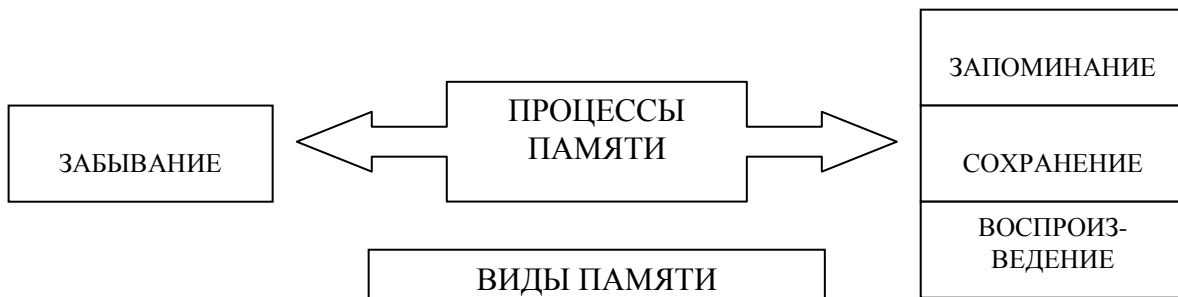 ЗАБЫВАНИЕ
ПРОЦЕССЫ
ПАМЯТИ
ЗАПОМИНАНИЕ
СОХРАНЕНИЕ
ВОСПРОИЗ-
ВЕДЕНИЕ
ВИДЫ ПАМЯТИ